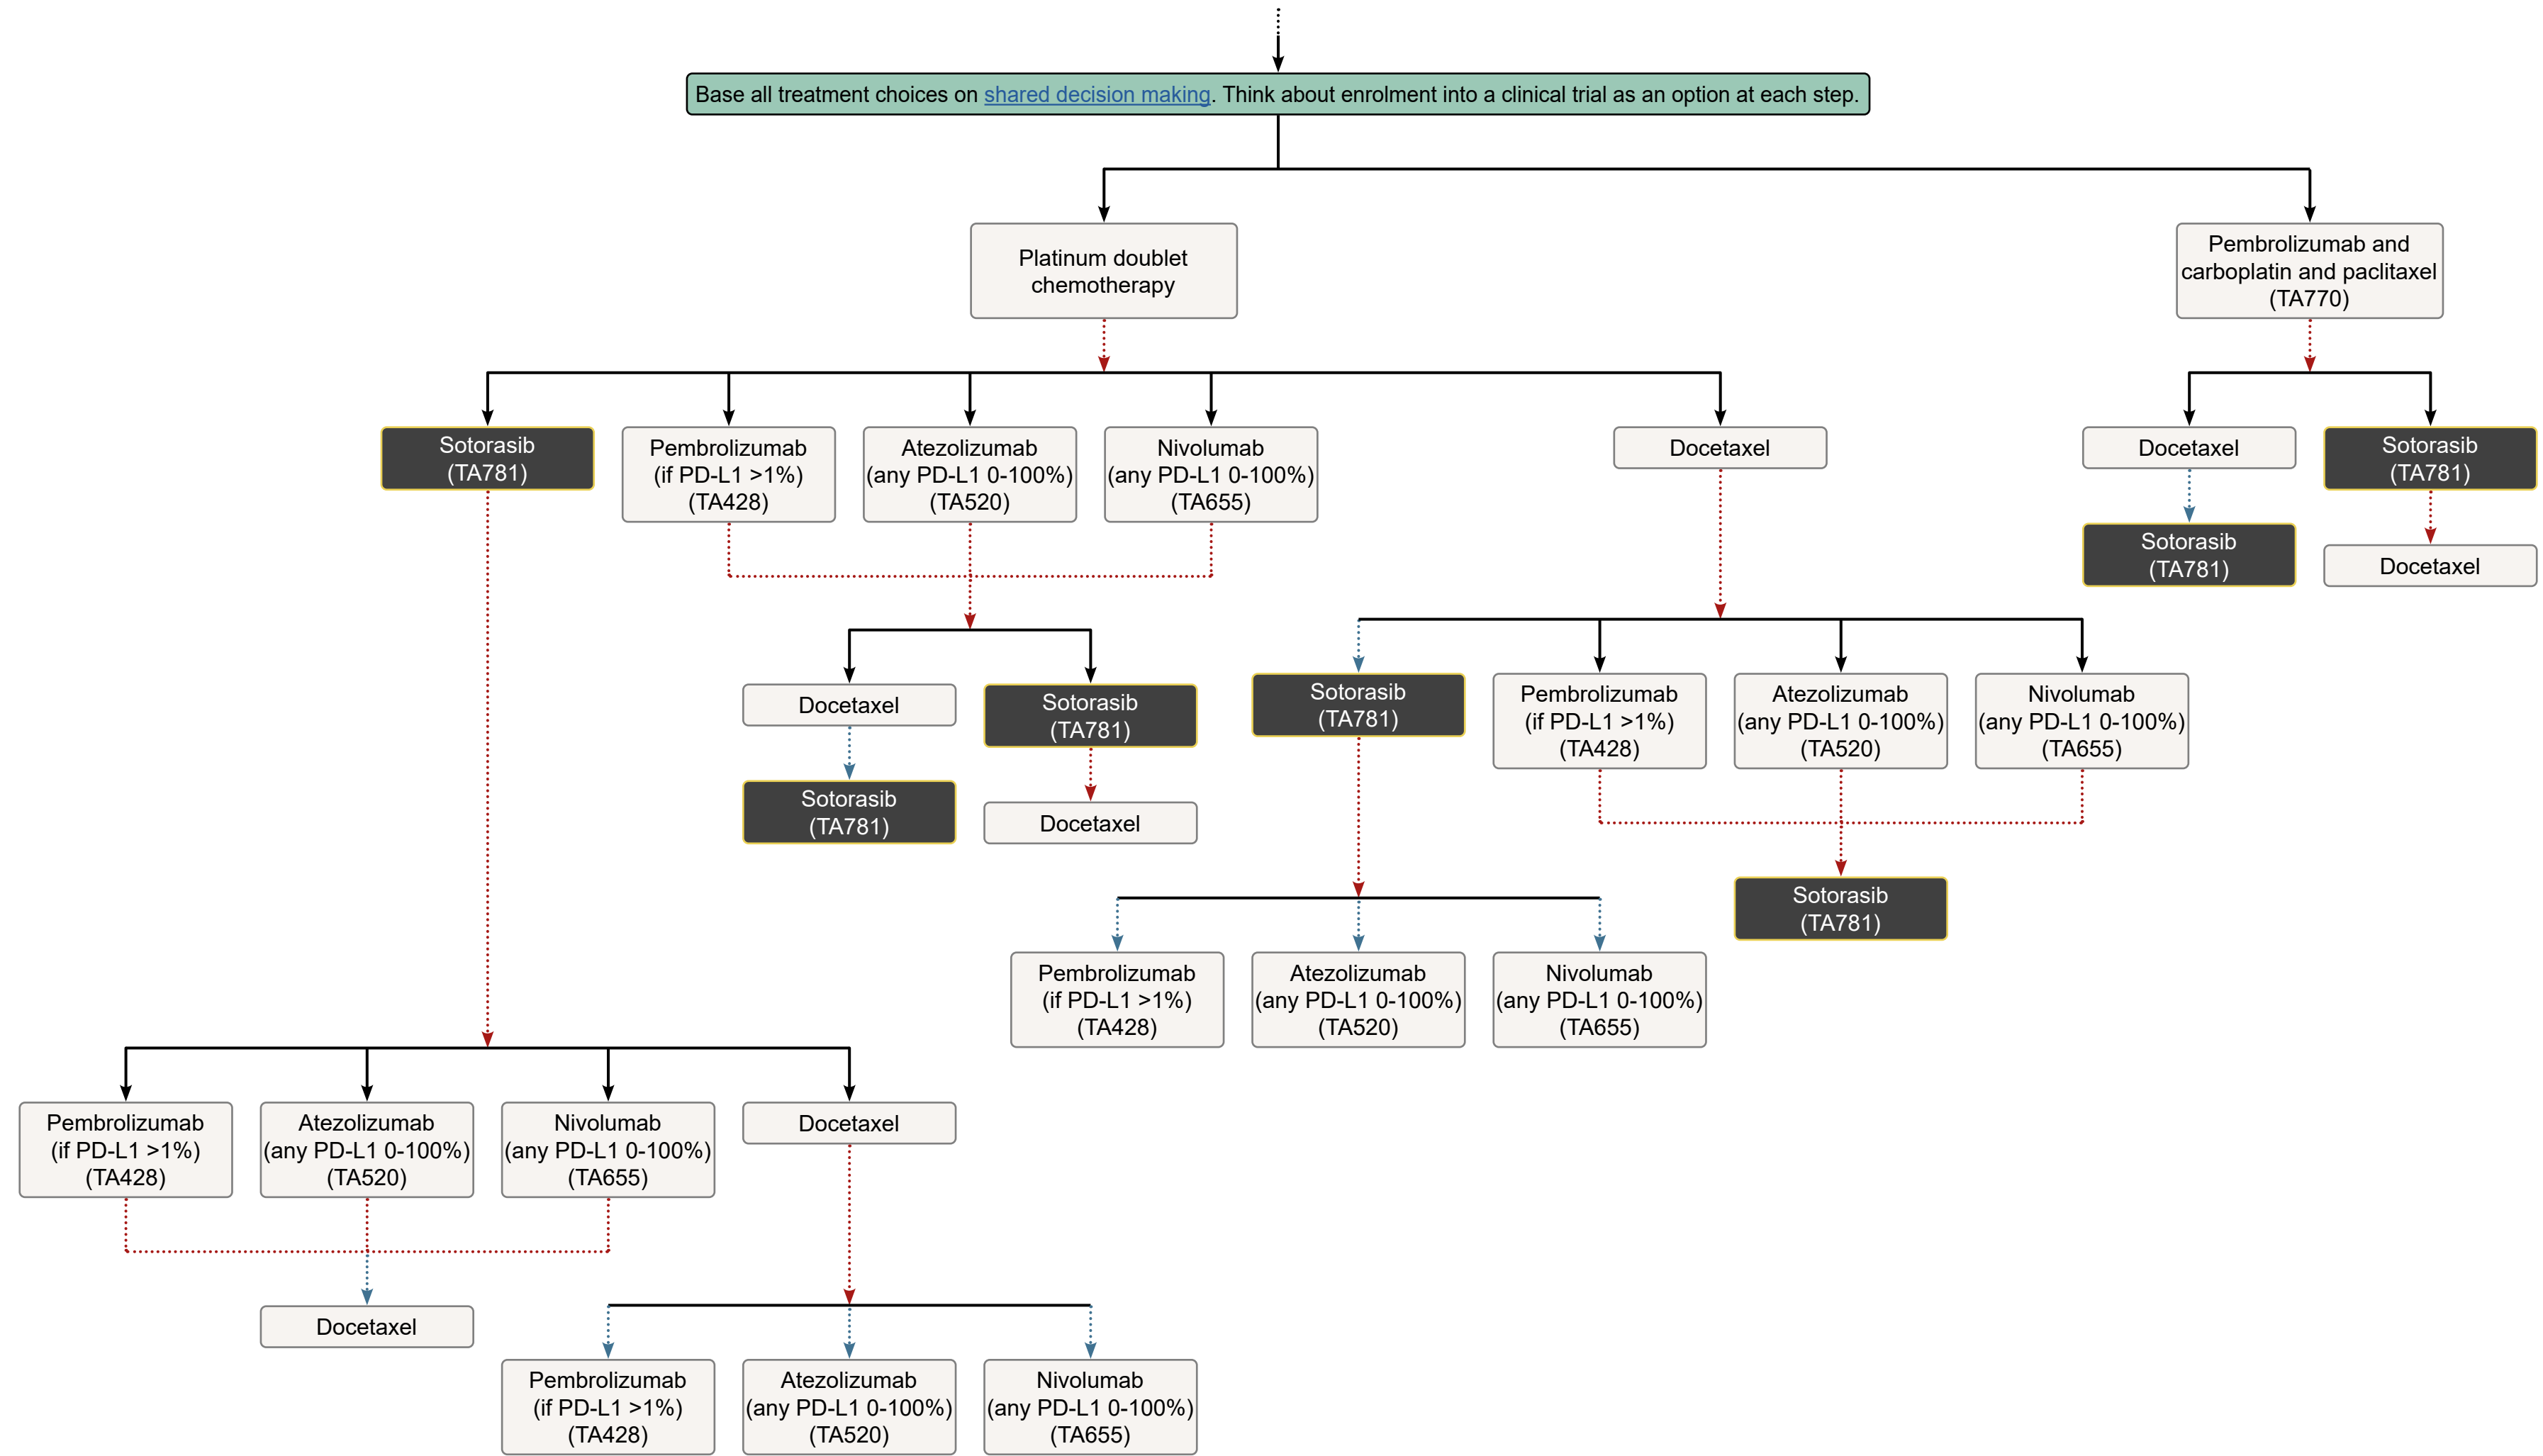 Base all treatment choices on shared decision making. Think about enrolment into a clinical trial as an option at each step.
Platinum doublet
chemotherapy
Pembrolizumab and
carboplatin and paclitaxel
(TA770)
Sotorasib
(TA781)
Pembrolizumab
(if PD-L1 >1%)
(TA428)
Atezolizumab
(any PD-L1 0-100%)
(TA520)
Nivolumab
(any PD-L1 0-100%)
(TA655)
Docetaxel
Docetaxel
Sotorasib
(TA781)
Sotorasib
(TA781)
Docetaxel
Docetaxel
Sotorasib
(TA781)
Sotorasib
(TA781)
Docetaxel
Sotorasib
(TA781)
Pembrolizumab
(if PD-L1 >1%)
(TA428)
Atezolizumab
(any PD-L1 0-100%)
(TA520)
Nivolumab
(any PD-L1 0-100%)
(TA655)
Sotorasib
(TA781)
Pembrolizumab
(if PD-L1 >1%)
(TA428)
Atezolizumab
(any PD-L1 0-100%)
(TA520)
Nivolumab
(any PD-L1 0-100%)
(TA655)
Pembrolizumab
(if PD-L1 >1%)
(TA428)
Atezolizumab
(any PD-L1 0-100%)
(TA520)
Nivolumab
(any PD-L1 0-100%)
(TA655)
Docetaxel
Docetaxel
Pembrolizumab
(if PD-L1 >1%)
(TA428)
Atezolizumab
(any PD-L1 0-100%)
(TA520)
Nivolumab
(any PD-L1 0-100%)
(TA655)